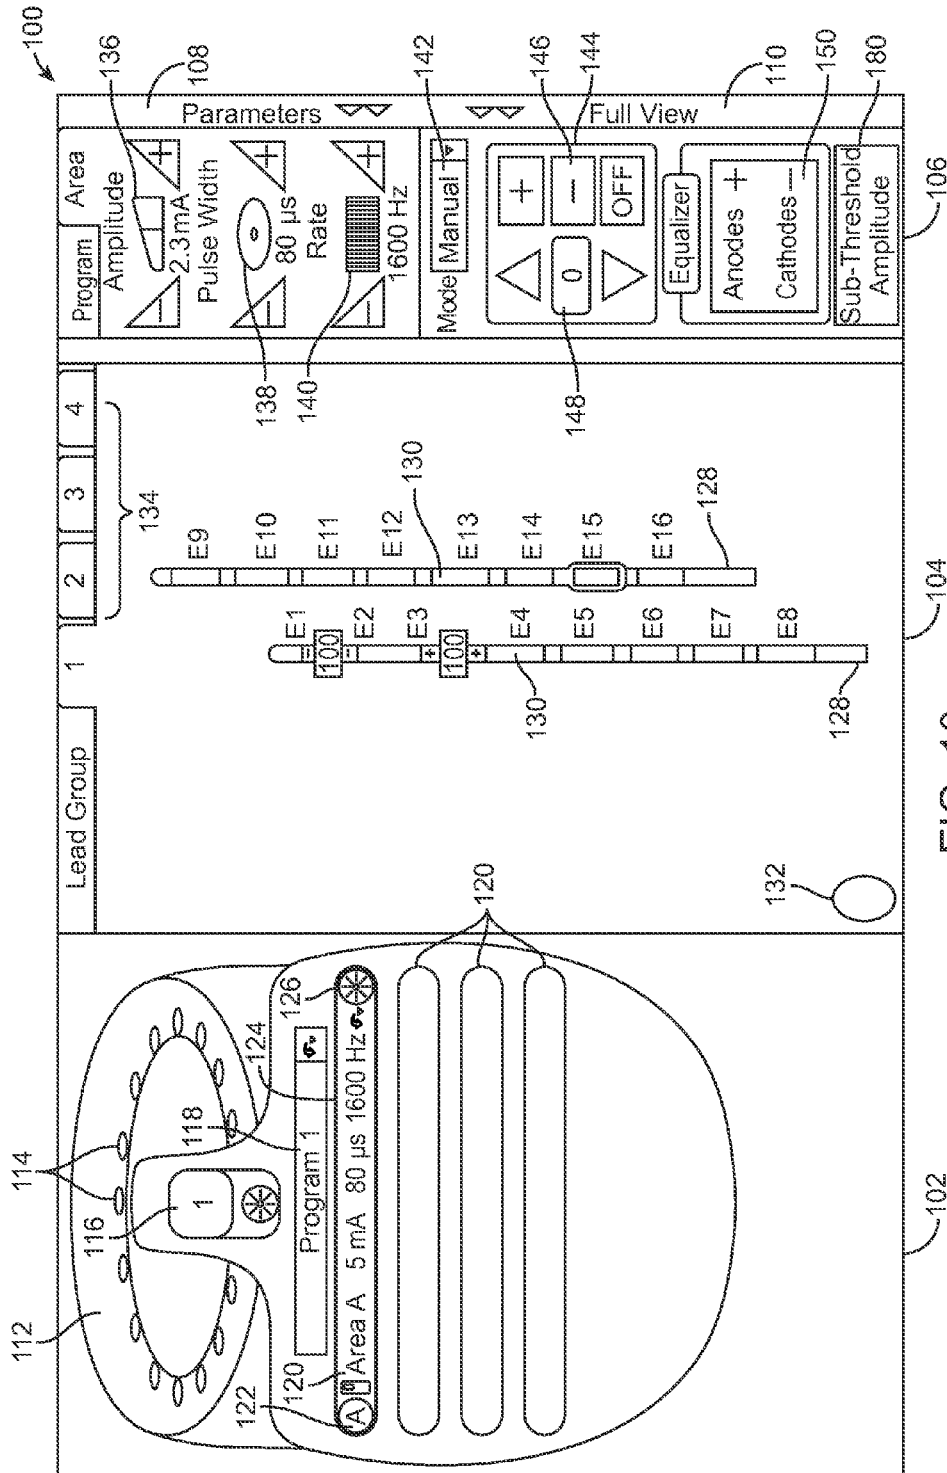 100
112
114
116
118
120
122
124
126
1
Program 1
A
Area A 5 mA 80 µs 1600 Hz
120
102
Lead Group
1
2
3
4
134
E1
E2
E3
E4
E5
E6
E7
E8
= 100 -
+ 100 +
E9
E10
E11
E12
E13
E14
E15
E16
130
130
128
128
132
104
Program
Area
Amplitude
−
+
2.3mA
Pulse Width
−
+
80 µs
Rate
−
+
1600 Hz
136
138
140
Parameters
108
Mode
Manual
142
+
−
OFF
0
146
144
148
Equalizer
Anodes +
Cathodes −
150
Sub-Threshold
Amplitude
180
Full View
110
106